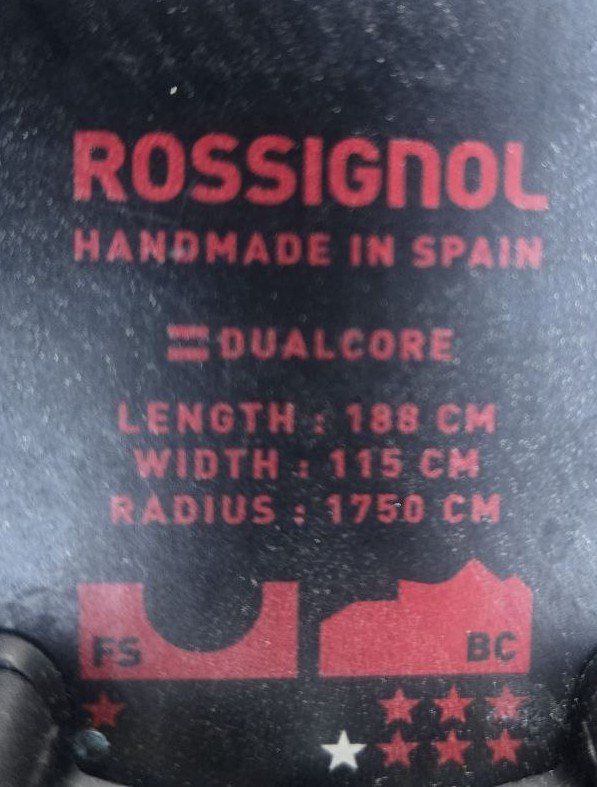 ROSSIGNOL
HANDMADE IN SPAIN
DUALCORE
LENGTH : 188 CM
WIDTH : 115 CM
RADIUS : 1750 CM
FS BC